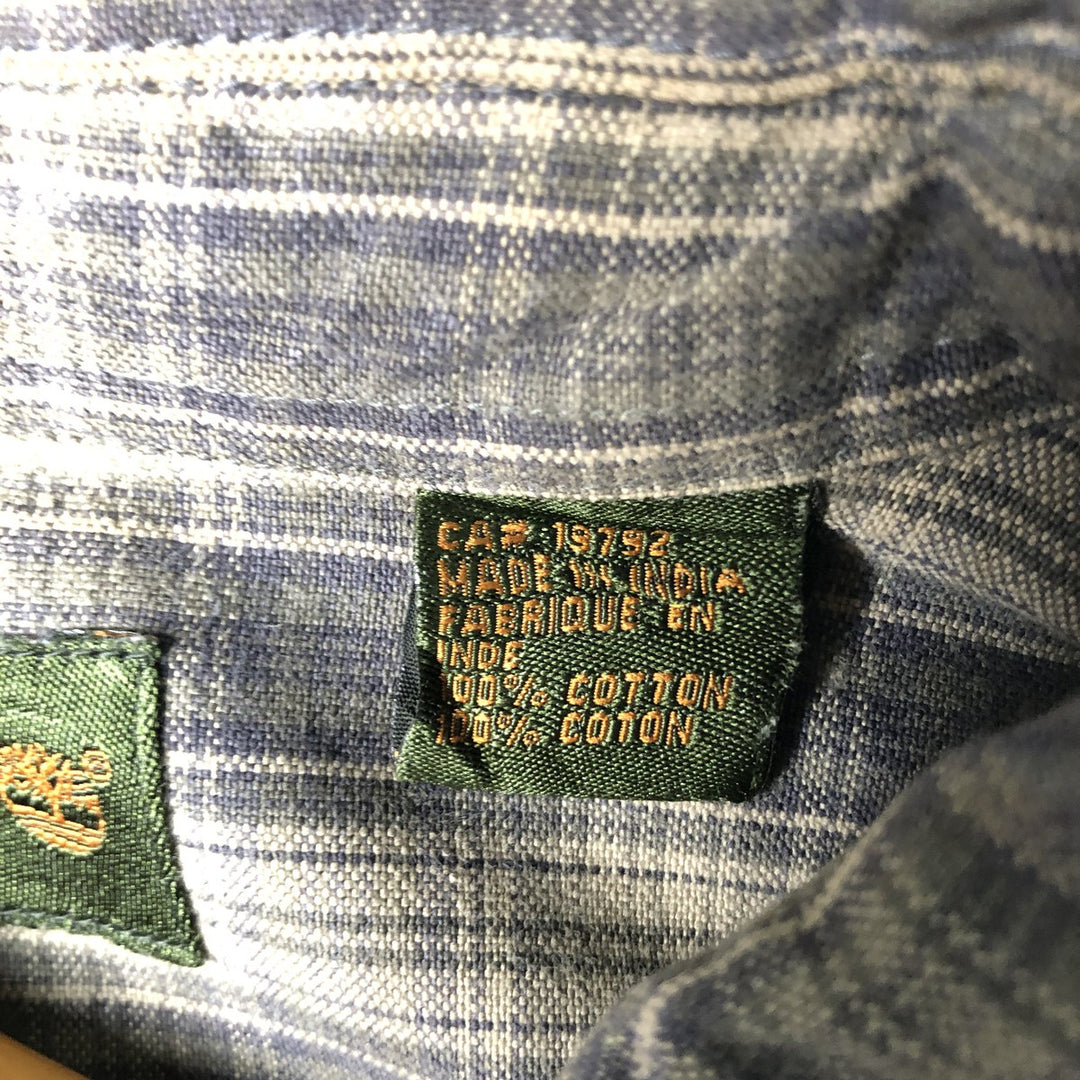 CA# 19792
MADE IN INDIA
FABRIQUE EN
INDE
100% COTTON
100% COTON
®